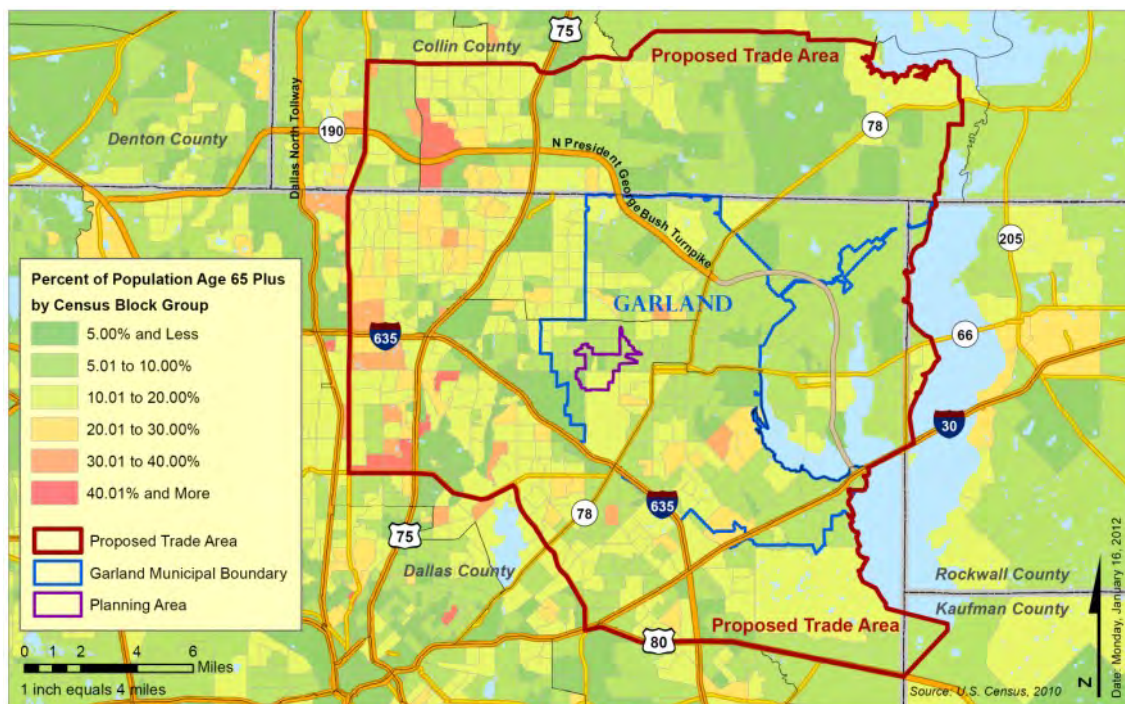 Collin County
75
Proposed Trade Area
Denton County
190
Dallas North Tollway
78
N President George Bush Turnpike
205
Percent of Population Age 65 Plus
by Census Block Group
5.00% and Less
5.01 to 10.00%
10.01 to 20.00%
20.01 to 30.00%
30.01 to 40.00%
40.01% and More
Proposed Trade Area
Garland Municipal Boundary
Planning Area
GARLAND
635
66
30
635
78
75
Dallas County
Rockwall County
Kaufman County
Proposed Trade Area
80
0 1 2 4 6
Miles
1 inch equals 4 miles
Source: U.S. Census, 2010
N
Date: Monday, January 16, 2012